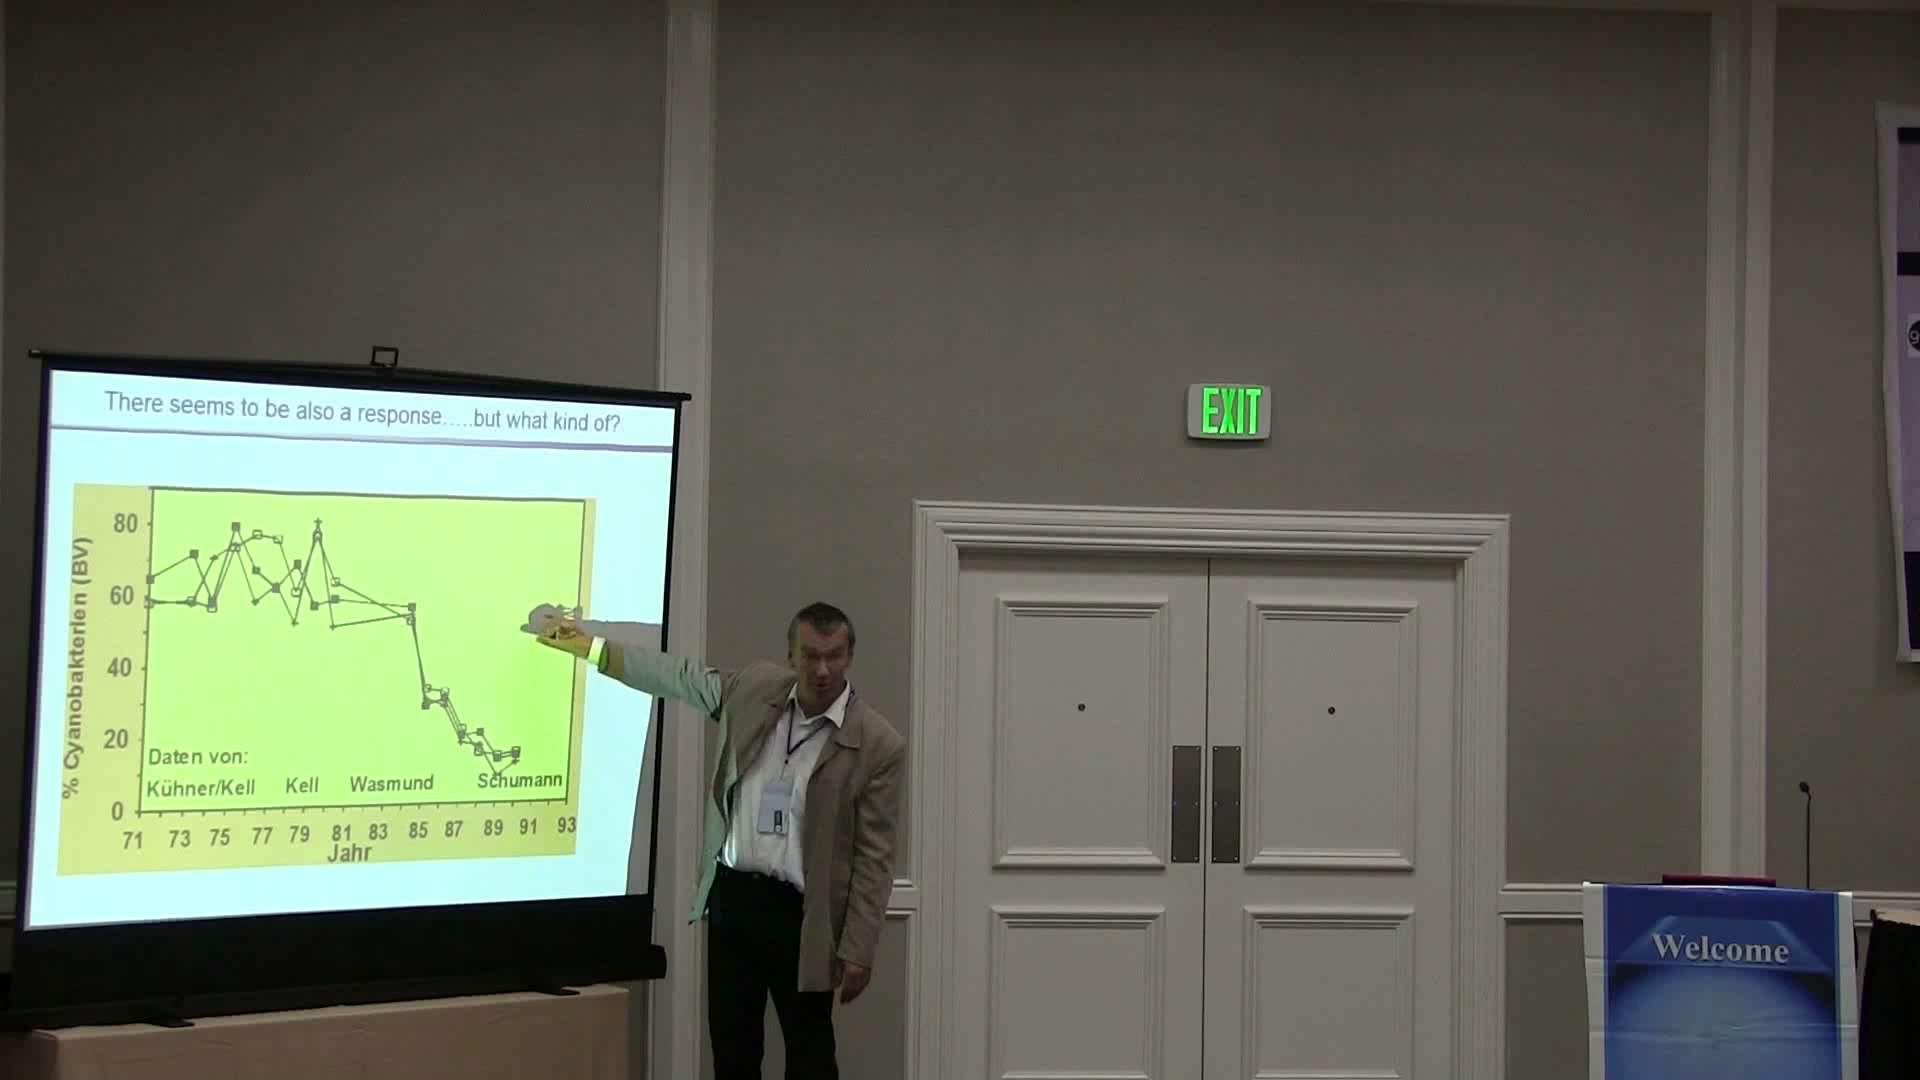 There seems to be also a response.....but what kind of?
80
60
40
20
0
% Cyanobakterien (BV)
Daten von:
Kühner/Kell Kell Wasmund Schumann
71 73 75 77 79 81 83 85 87 89 91 93
Jahr
EXIT
Welcome